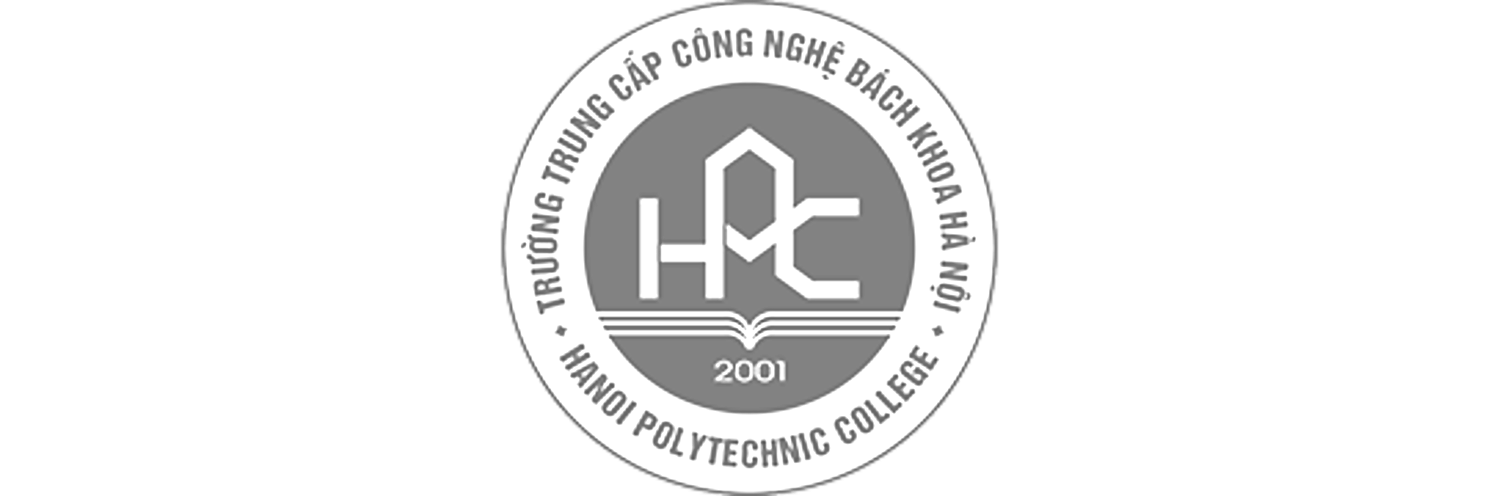 TRƯỜNG TRUNG CẤP CÔNG NGHỆ BÁCH KHOA HÀ NỘI
HPC
2001
HANOI POLYTECHNIC COLLEGE